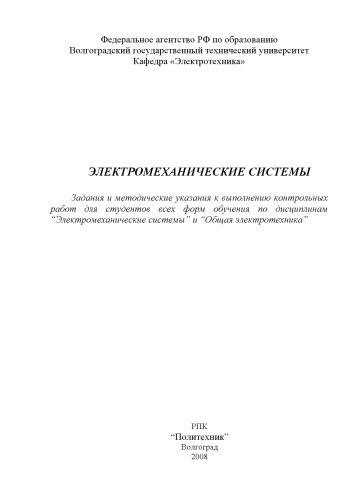 Федеральное агентство РФ по образованию
Волгоградский государственный технический университет
Кафедра «Электротехника»
ЭЛЕКТРОМЕХАНИЧЕСКИЕ СИСТЕМЫ
Задания и методические указания к выполнению контрольных
работ для студентов всех форм обучения по дисциплинам
“Электромеханические системы” и “Общая электротехника”
РПК
“Политехник”
Волгоград
2008